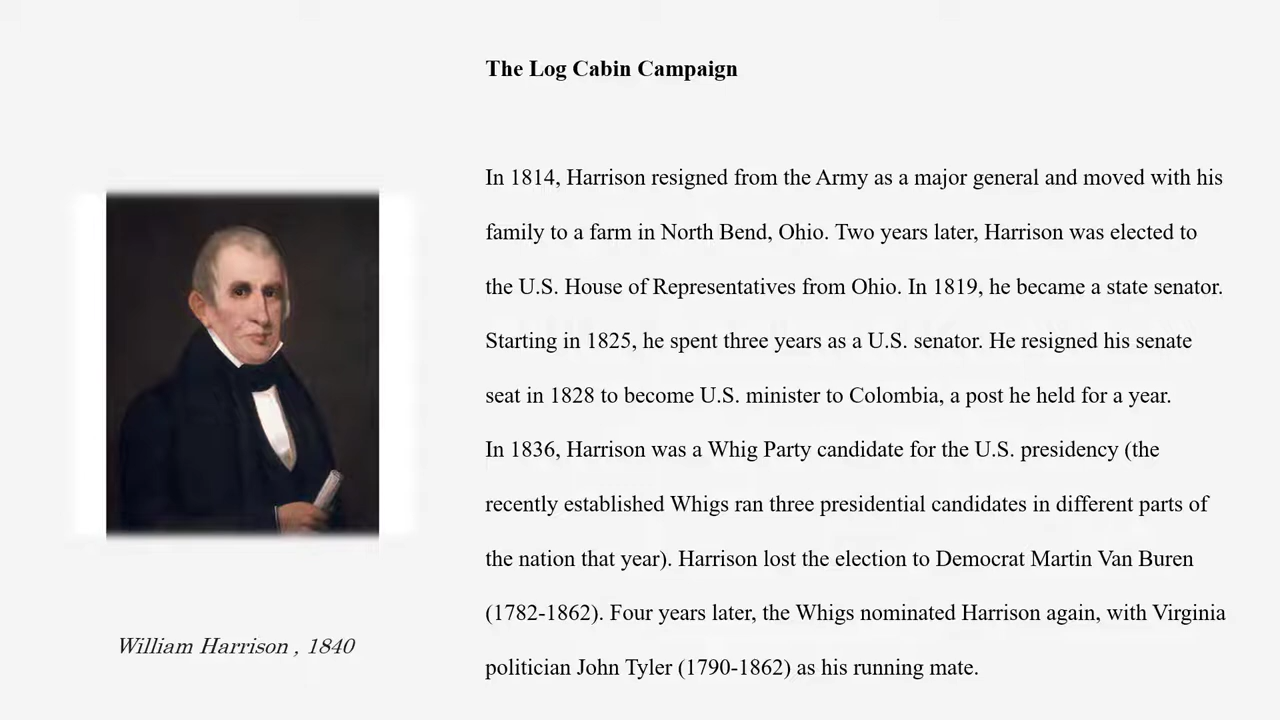 The Log Cabin Campaign
In 1814, Harrison resigned from the Army as a major general and moved with his
family to a farm in North Bend, Ohio. Two years later, Harrison was elected to
the U.S. House of Representatives from Ohio. In 1819, he became a state senator.
Starting in 1825, he spent three years as a U.S. senator. He resigned his senate
seat in 1828 to become U.S. minister to Colombia, a post he held for a year.
In 1836, Harrison was a Whig Party candidate for the U.S. presidency (the
recently established Whigs ran three presidential candidates in different parts of
the nation that year). Harrison lost the election to Democrat Martin Van Buren
(1782-1862). Four years later, the Whigs nominated Harrison again, with Virginia
politician John Tyler (1790-1862) as his running mate.
William Harrison , 1840